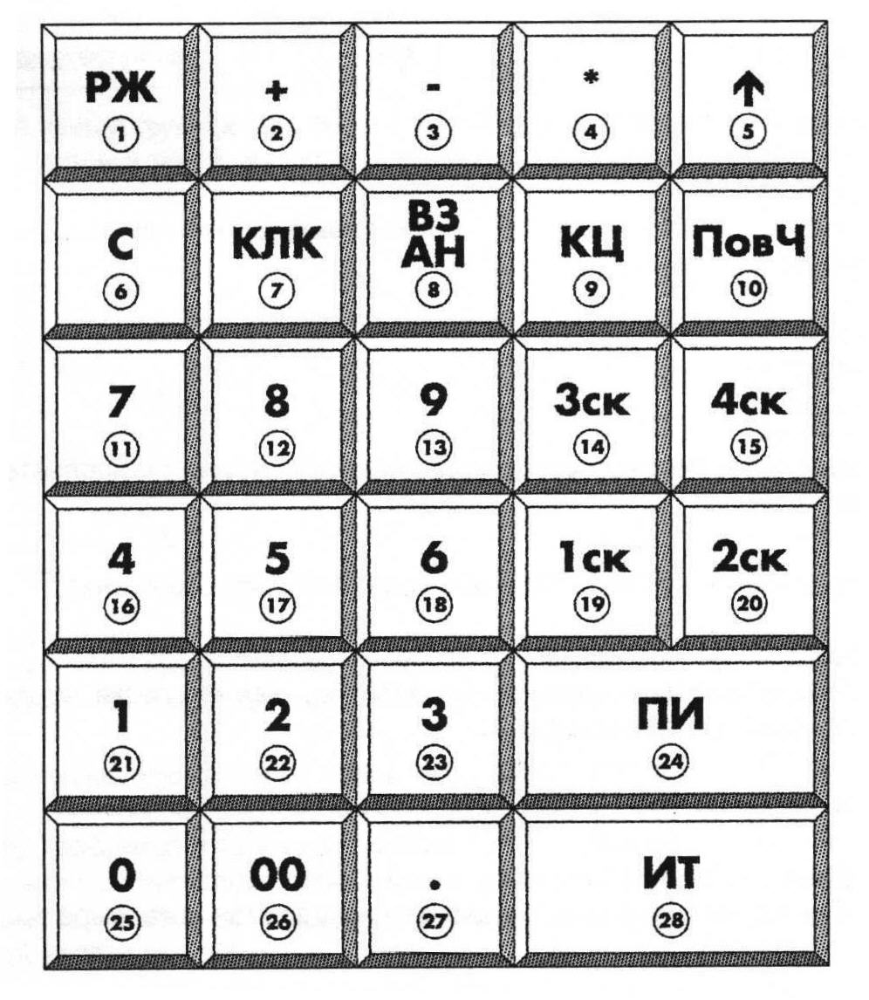 РЖ + - * ↑
1 2 3 4 5
С КЛК ВЗ АН КЦ ПовЧ
6 7 8 9 10
7 8 9 3ск 4ск
11 12 13 14 15
4 5 6 1ск 2ск
16 17 18 19 20
1 2 3 ПИ
21 22 23 24
0 00 . ИТ
25 26 27 28